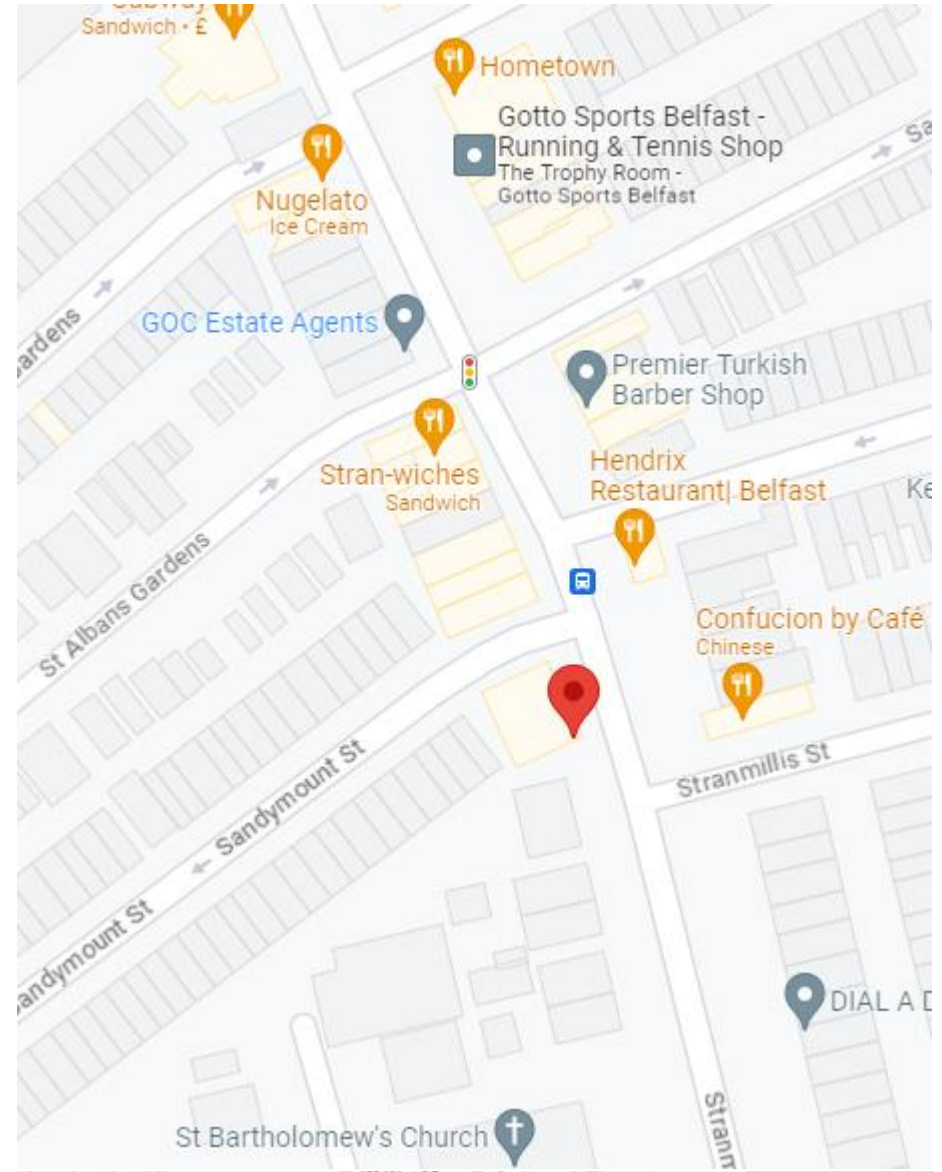 Subway
Sandwich • £
Hometown
Gotto Sports Belfast -
Running & Tennis Shop
The Trophy Room -
Gotto Sports Belfast
Nugelato
Ice Cream
GOC Estate Agents
Premier Turkish
Barber Shop
Stran-wiches
Sandwich
Hendrix
Restaurant| Belfast
St Albans Gardens
Confucion by Café
Chinese
Sandymount St
Stranmillis St
DIAL A
St Bartholomew's Church